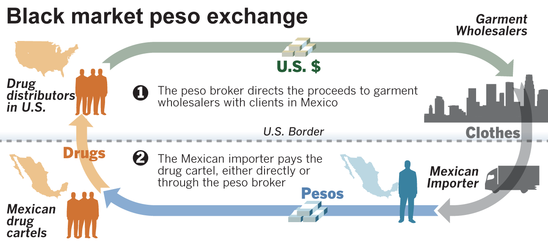 Black market peso exchange
Garment
Wholesalers
U.S. $
Drug
distributors
in U.S.
1 The peso broker directs the proceeds to garment
wholesalers with clients in Mexico
U.S. Border
Clothes
Drugs
2 The Mexican importer pays the
drug cartel, either directly or
through the peso broker
Mexican
Importer
Pesos
Mexican
drug
cartels